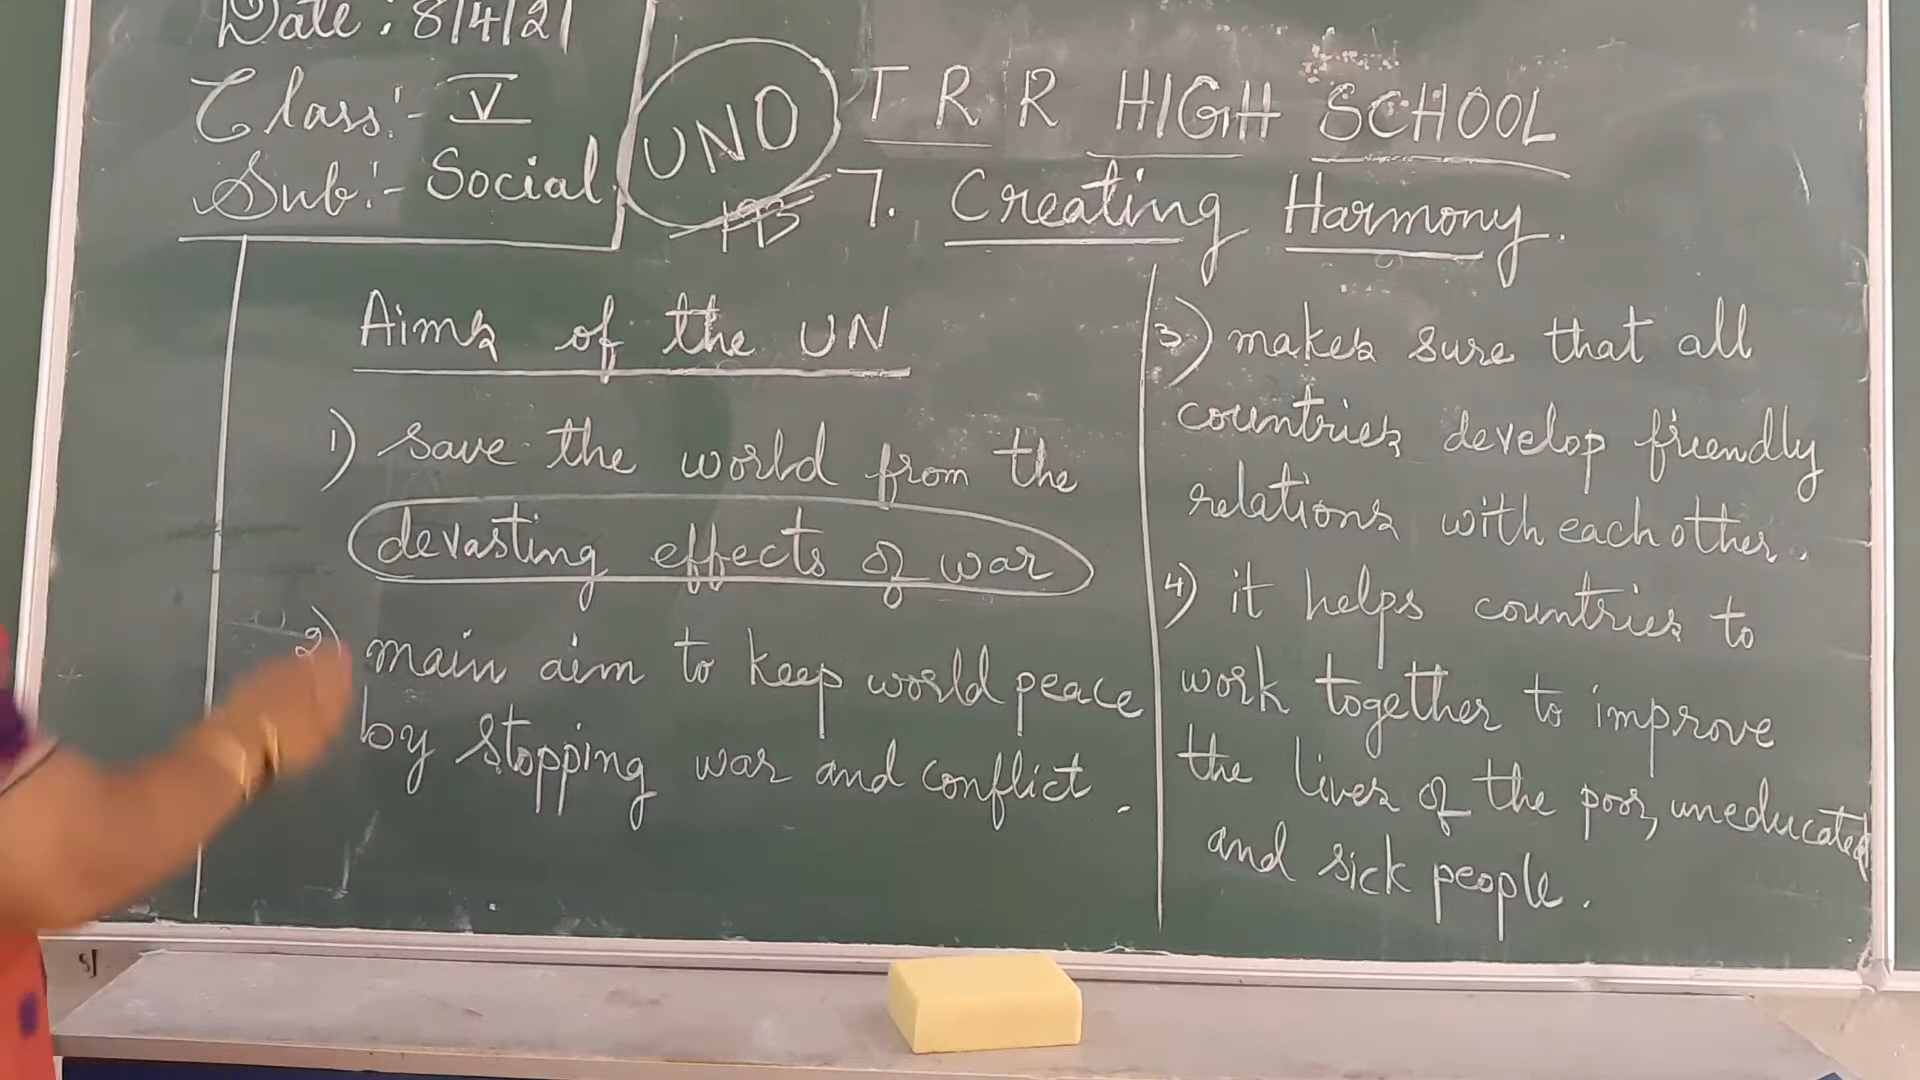 Date : 8/4/21
Class:- V
Sub:- Social
UNO
193
T R R HIGH SCHOOL
7. Creating Harmony.
Aims of the UN
1) save the world from the
devasting effects of war
2) main aim to keep world peace
by stopping war and conflict.
3) makes sure that all
countries develop friendly
relations with each other.
4) it helps countries to
work together to improve
the lives of the poor, uneducated
and sick people.